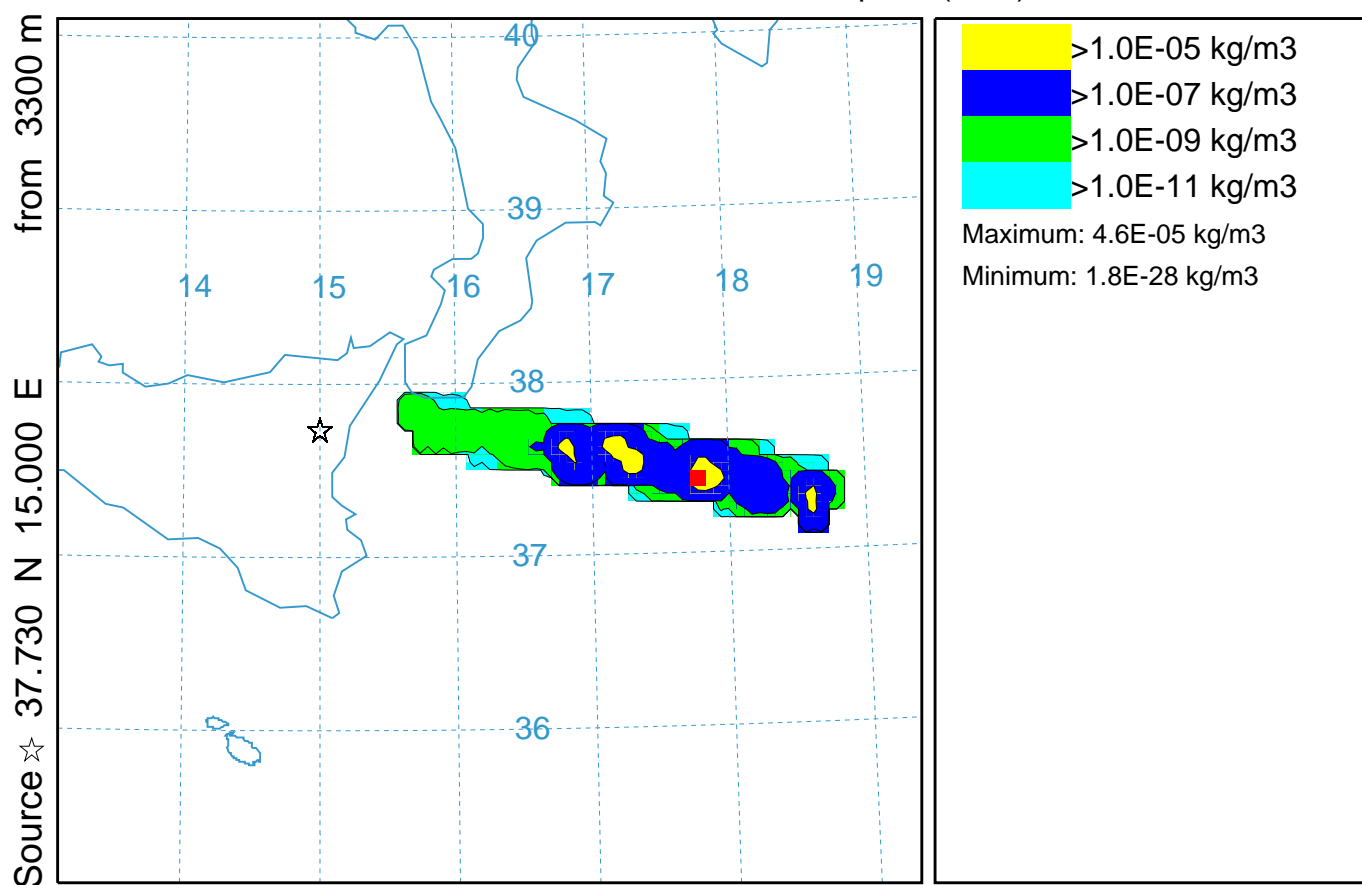 Source ☆ 37.730 N 15.000 E from 3300 m
40
39
14 15 16 17 18 19
38
37
36
>1.0E-05 kg/m3
>1.0E-07 kg/m3
>1.0E-09 kg/m3
>1.0E-11 kg/m3
Maximum: 4.6E-05 kg/m3
Minimum: 1.8E-28 kg/m3